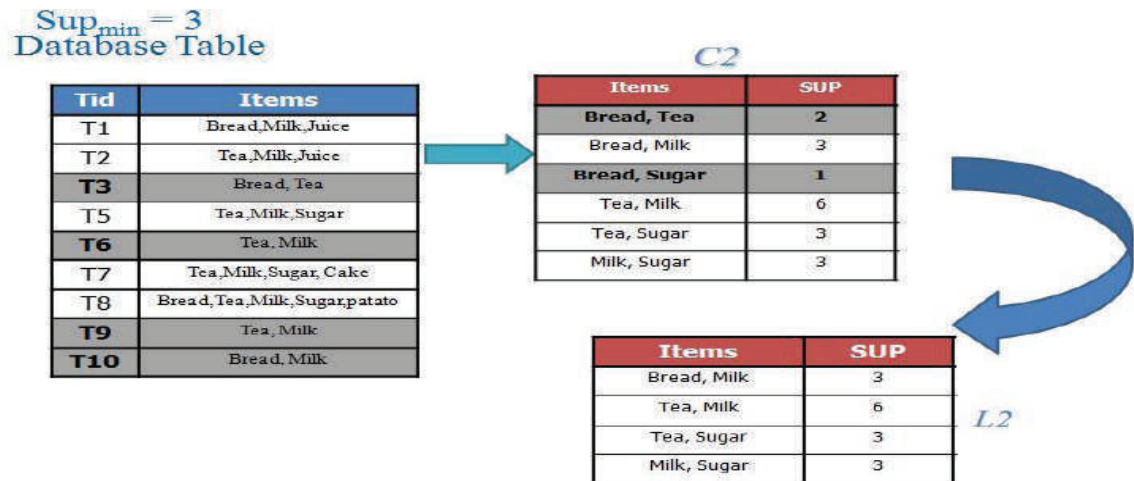 Sup_min = 3
Database Table
Tid Items
T1 Bread,Milk,Juice
T2 Tea,Milk,Juice
T3 Bread, Tea
T5 Tea,Milk,Sugar
T6 Tea, Milk
T7 Tea,Milk,Sugar, Cake
T8 Bread,Tea,Milk,Sugar,patato
T9 Tea, Milk
T10 Bread, Milk
C2
Items SUP
Bread, Tea 2
Bread, Milk 3
Bread, Sugar 1
Tea, Milk 6
Tea, Sugar 3
Milk, Sugar 3
Items SUP
Bread, Milk 3
Tea, Milk 6
Tea, Sugar 3
Milk, Sugar 3
L2